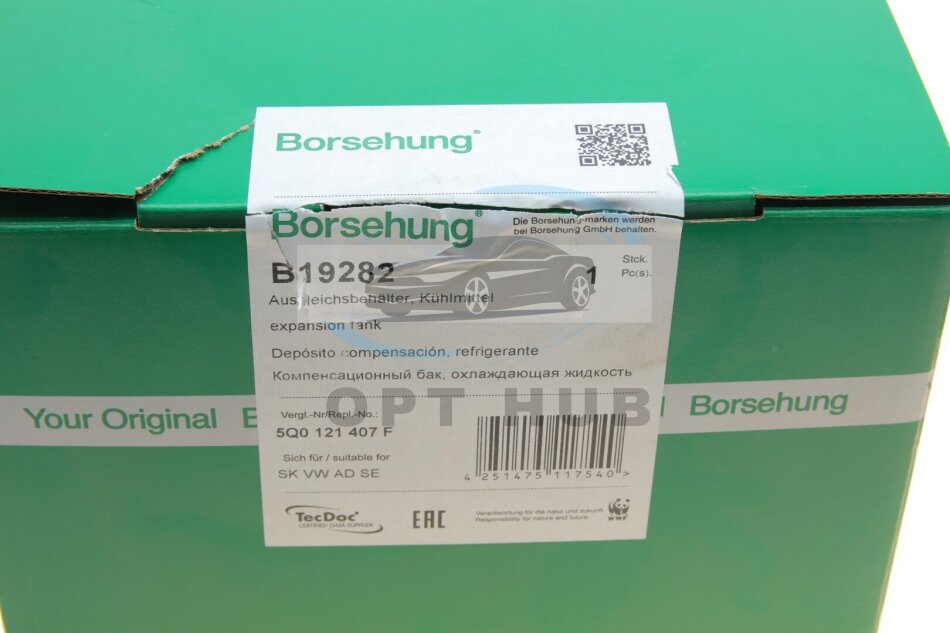 Borsehung®
Borsehung®
Die Borsehung-marken werden
bei Borsehung GmbH behalten.
B19282
1
Stck.
Pc(s).
Ausgleichsbehälter, Kühlmittel
expansion tank
Depósito compensación, refrigerante
Компенсационный бак, охлаждающая жидкость
OPT HUB
Your Original B
Borsehung
Vergl.-Nr/Repl.-No.:
5Q0 121 407 F
Sich für / suitable for
SK VW AD SE
4 251475 117540 >
TecDoc®
CERTIFIED DATA SUPPLIER
EAC
Verantwortung für die natur und zukunft.
Responsibility for nature and future.
WWF